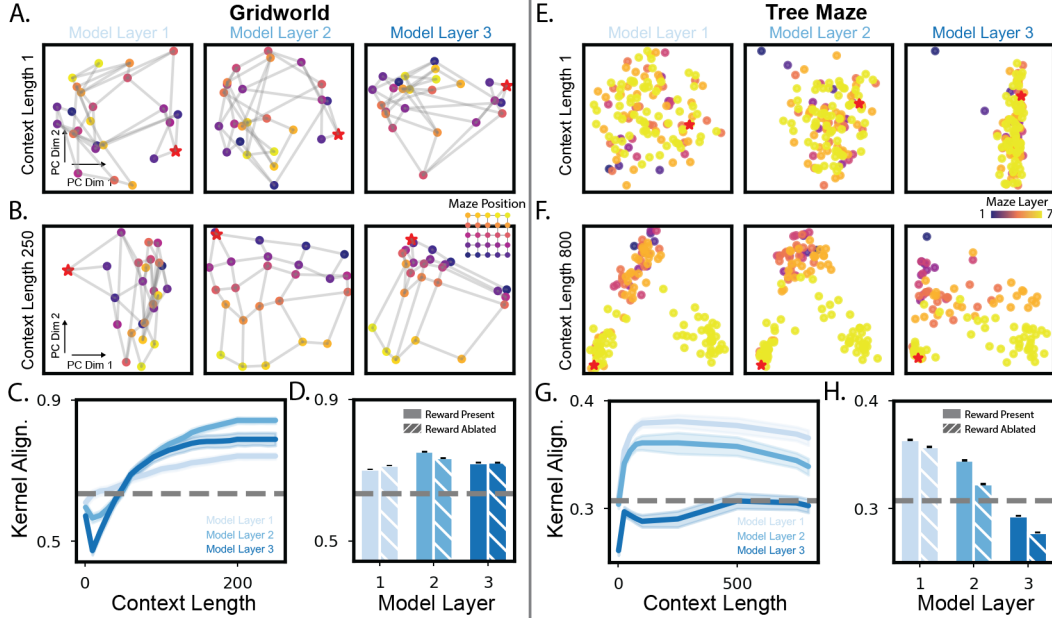 A.
Gridworld
Model Layer 1
Model Layer 2
Model Layer 3
Context Length 1
PC Dim 2
PC Dim 1
B.
Maze Position
Context Length 250
PC Dim 2
PC Dim 1
C.
0.9
0.5
Kernel Align.
Model Layer 1
Model Layer 2
Model Layer 3
0
200
Context Length
D.
0.9
0.5
Reward Present
Reward Ablated
1
2
3
Model Layer
E.
Tree Maze
Model Layer 1
Model Layer 2
Model Layer 3
Context Length 1
F.
Maze Layer
1
7
Context Length 800
G.
0.4
0.3
Kernel Align.
Model Layer 1
Model Layer 2
Model Layer 3
0
500
Context Length
H.
0.4
0.3
Reward Present
Reward Ablated
1
2
3
Model Layer